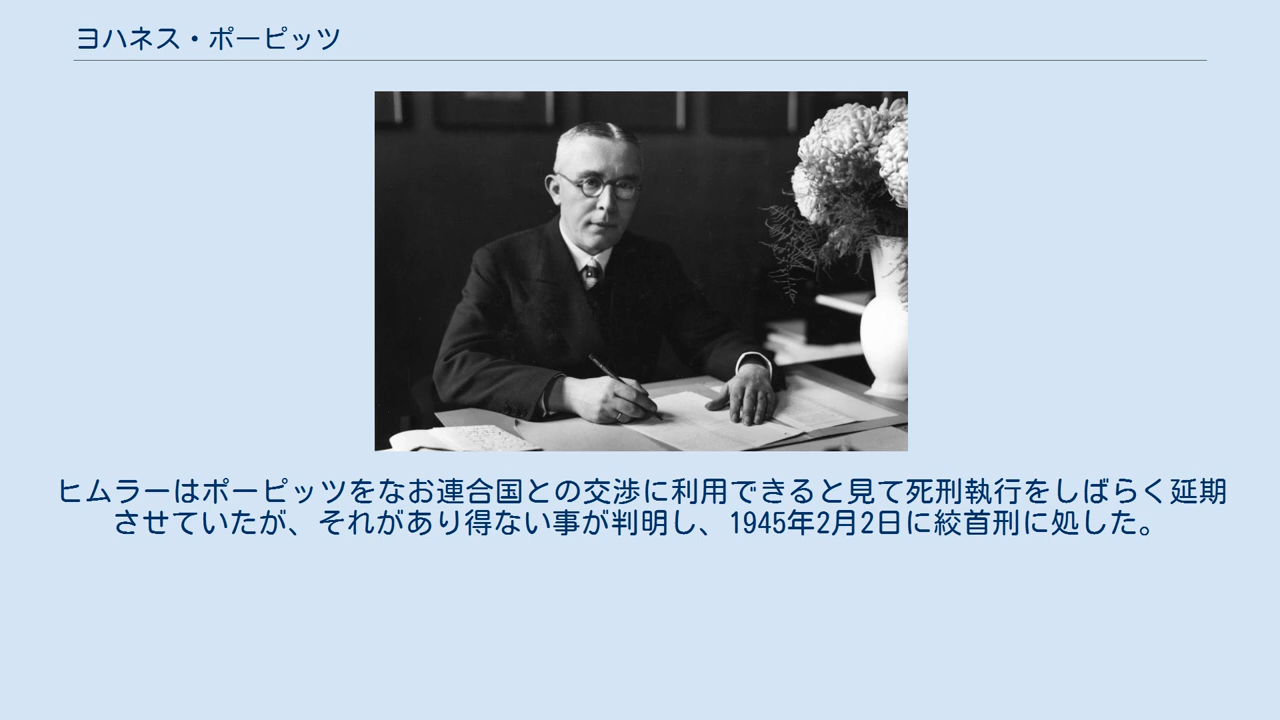 ヨハネス・ポーピッツ
ヒムラーはポーピッツをなお連合国との交渉に利用できると見て死刑執行をしばらく延期
させていたが、それがあり得ない事が判明し、1945年2月2日に絞首刑に処した。